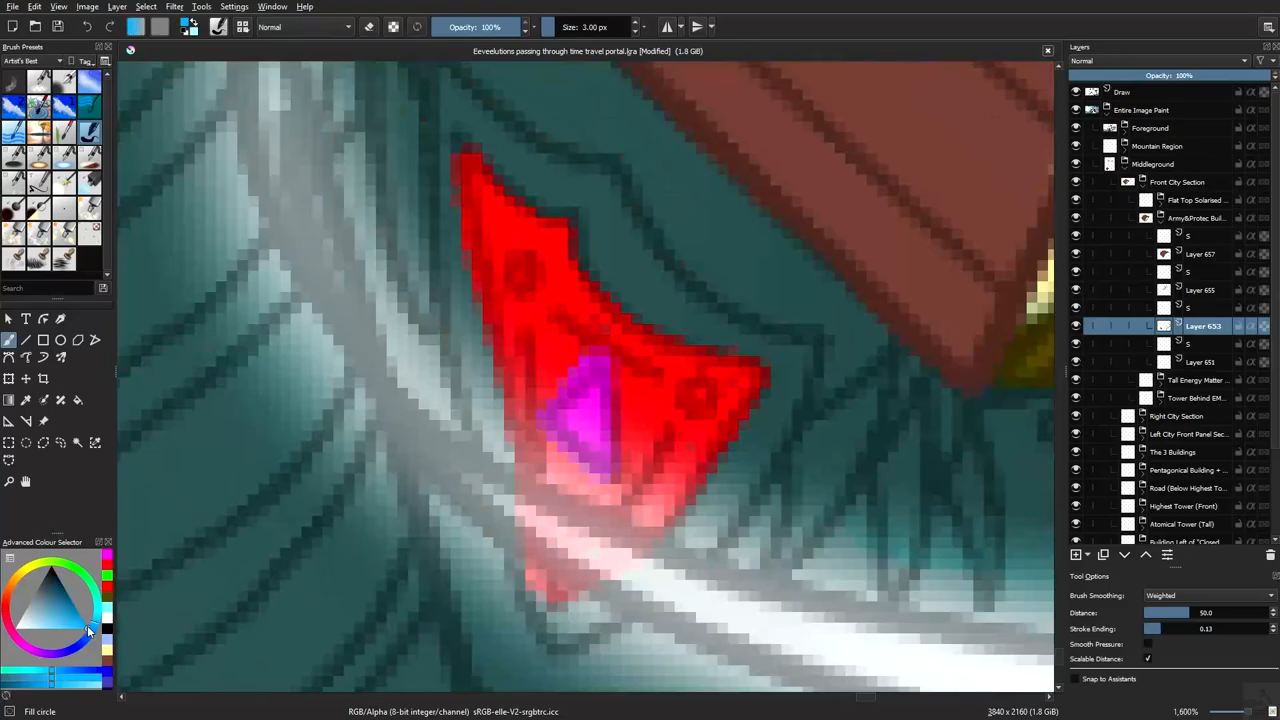 File Edit View Image Layer Select Filter Tools Settings Window Help
Normal Opacity: 100% Size: 3.00 px
Brush Presets
Eeveelutions passing through time travel portal.kra [Modified] (1.8 GB)
Layers
Artist's Best Tag
Normal
Opacity: 100%
Draw
Entire Image Paint
Foreground
Mountain Region
Middleground
Front City Section
Flat Top Solarised ...
Army&Protec Buil...
S
Layer 657
S
Layer 655
S
Layer 653
S
Layer 651
Tall Energy Matter ...
Tower Behind EM...
Right City Section
Left City Front Panel Sec...
The 3 Buildings
Pentagonical Building + ...
Road (Below Highest To...
Highest Tower (Front)
Atomical Tower (Tall)
Building Left of "Closed
Search
Advanced Colour Selector
Tool Options
Brush Smoothing: Weighted
Distance: 50.0
Stroke Ending: 0.13
Smooth Pressure:
Scalable Distance:
Snap to Assistants
Fill circle RGB/Alpha (8-bit integer/channel) sRGB-elle-V2-srgbtrc.icc 3840 x 2160 (1.8 GB) 1,600%